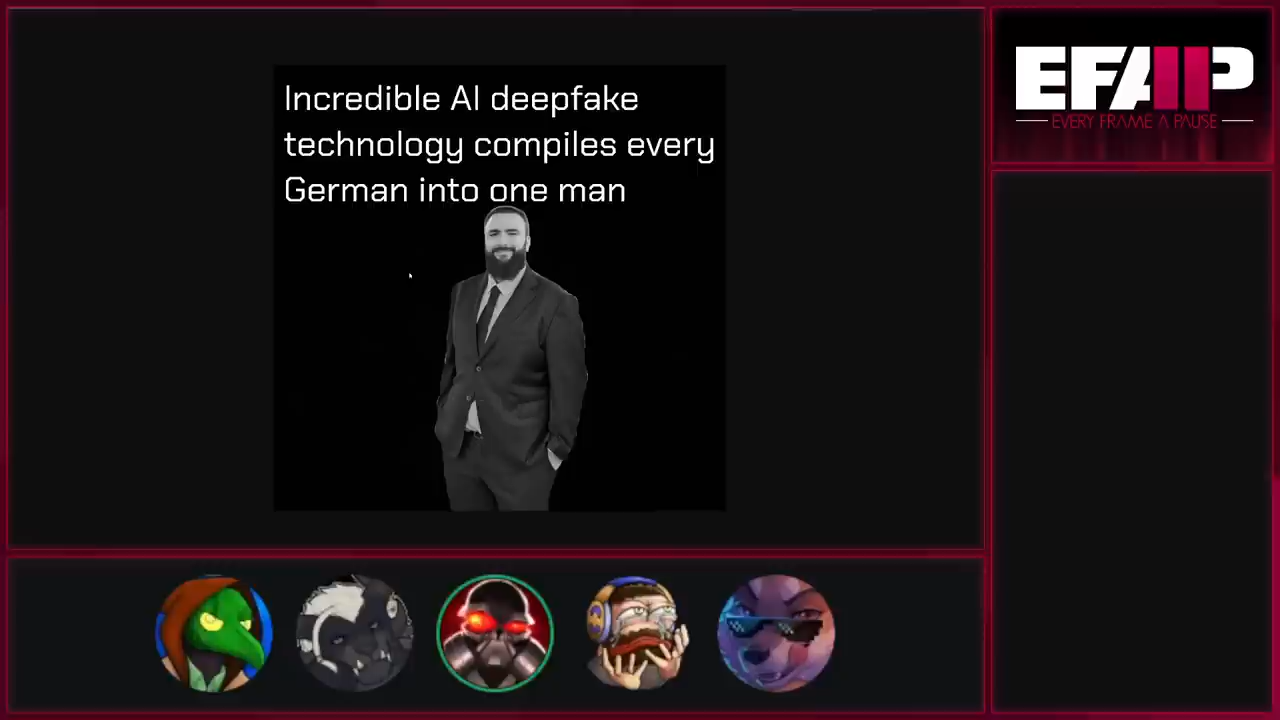 Incredible AI deepfake
technology compiles every
German into one man
EFAP
EVERY FRAME A PAUSE